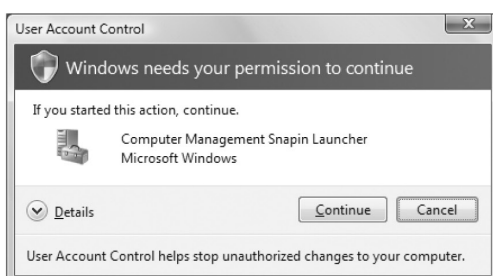 User Account Control
Windows needs your permission to continue
If you started this action, continue.
Computer Management Snapin Launcher
Microsoft Windows
Details
Continue
Cancel
User Account Control helps stop unauthorized changes to your computer.